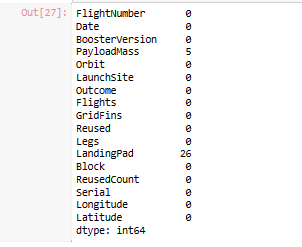 Out[27]: FlightNumber 0
Date 0
BoosterVersion 0
PayloadMass 5
Orbit 0
LaunchSite 0
Outcome 0
Flights 0
GridFins 0
Reused 0
Legs 0
LandingPad 26
Block 0
ReusedCount 0
Serial 0
Longitude 0
Latitude 0
dtype: int64